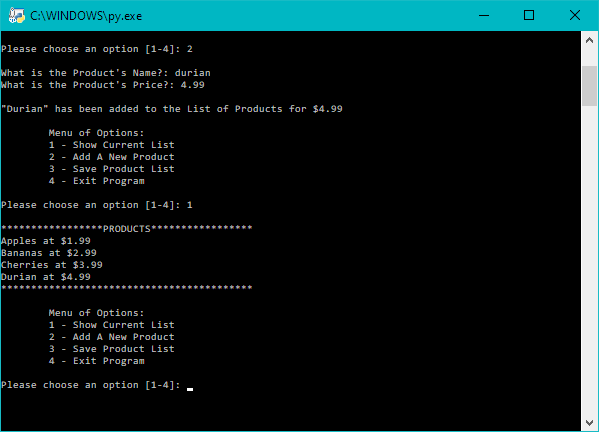 C:\WINDOWS\py.exe
Please choose an option [1-4]: 2
What is the Product's Name?: durian
What is the Product's Price?: 4.99
"Durian" has been added to the List of Products for $4.99
Menu of Options:
1 - Show Current List
2 - Add A New Product
3 - Save Product List
4 - Exit Program
Please choose an option [1-4]: 1
*****************PRODUCTS*****************
Apples at $1.99
Bananas at $2.99
Cherries at $3.99
Durian at $4.99
******************************************
Menu of Options:
1 - Show Current List
2 - Add A New Product
3 - Save Product List
4 - Exit Program
Please choose an option [1-4]: